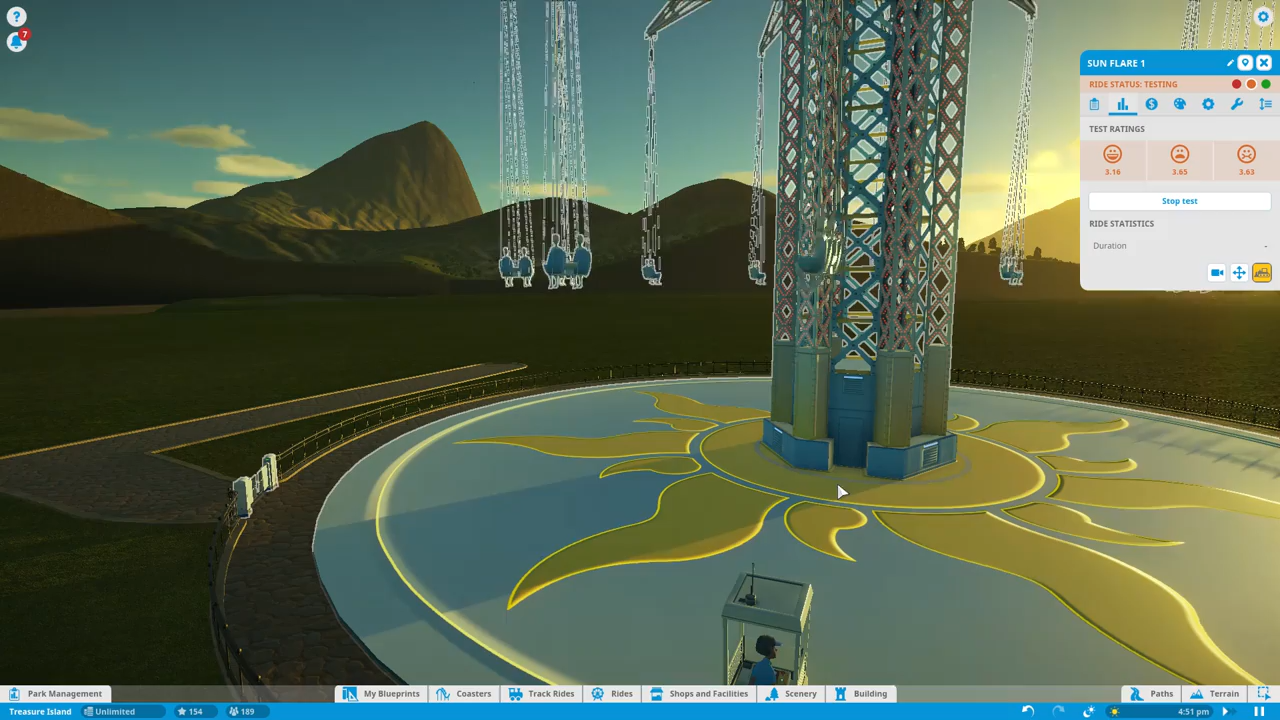 ?
7
SUN FLARE 1
RIDE STATUS: TESTING
TEST RATINGS
3.16 3.65 3.63
Stop test
RIDE STATISTICS
Duration -
Park Management
My Blueprints
Coasters
Track Rides
Rides
Shops and Facilities
Scenery
Building
Paths
Terrain
Treasure Island
Unlimited
154
189
4:51 pm